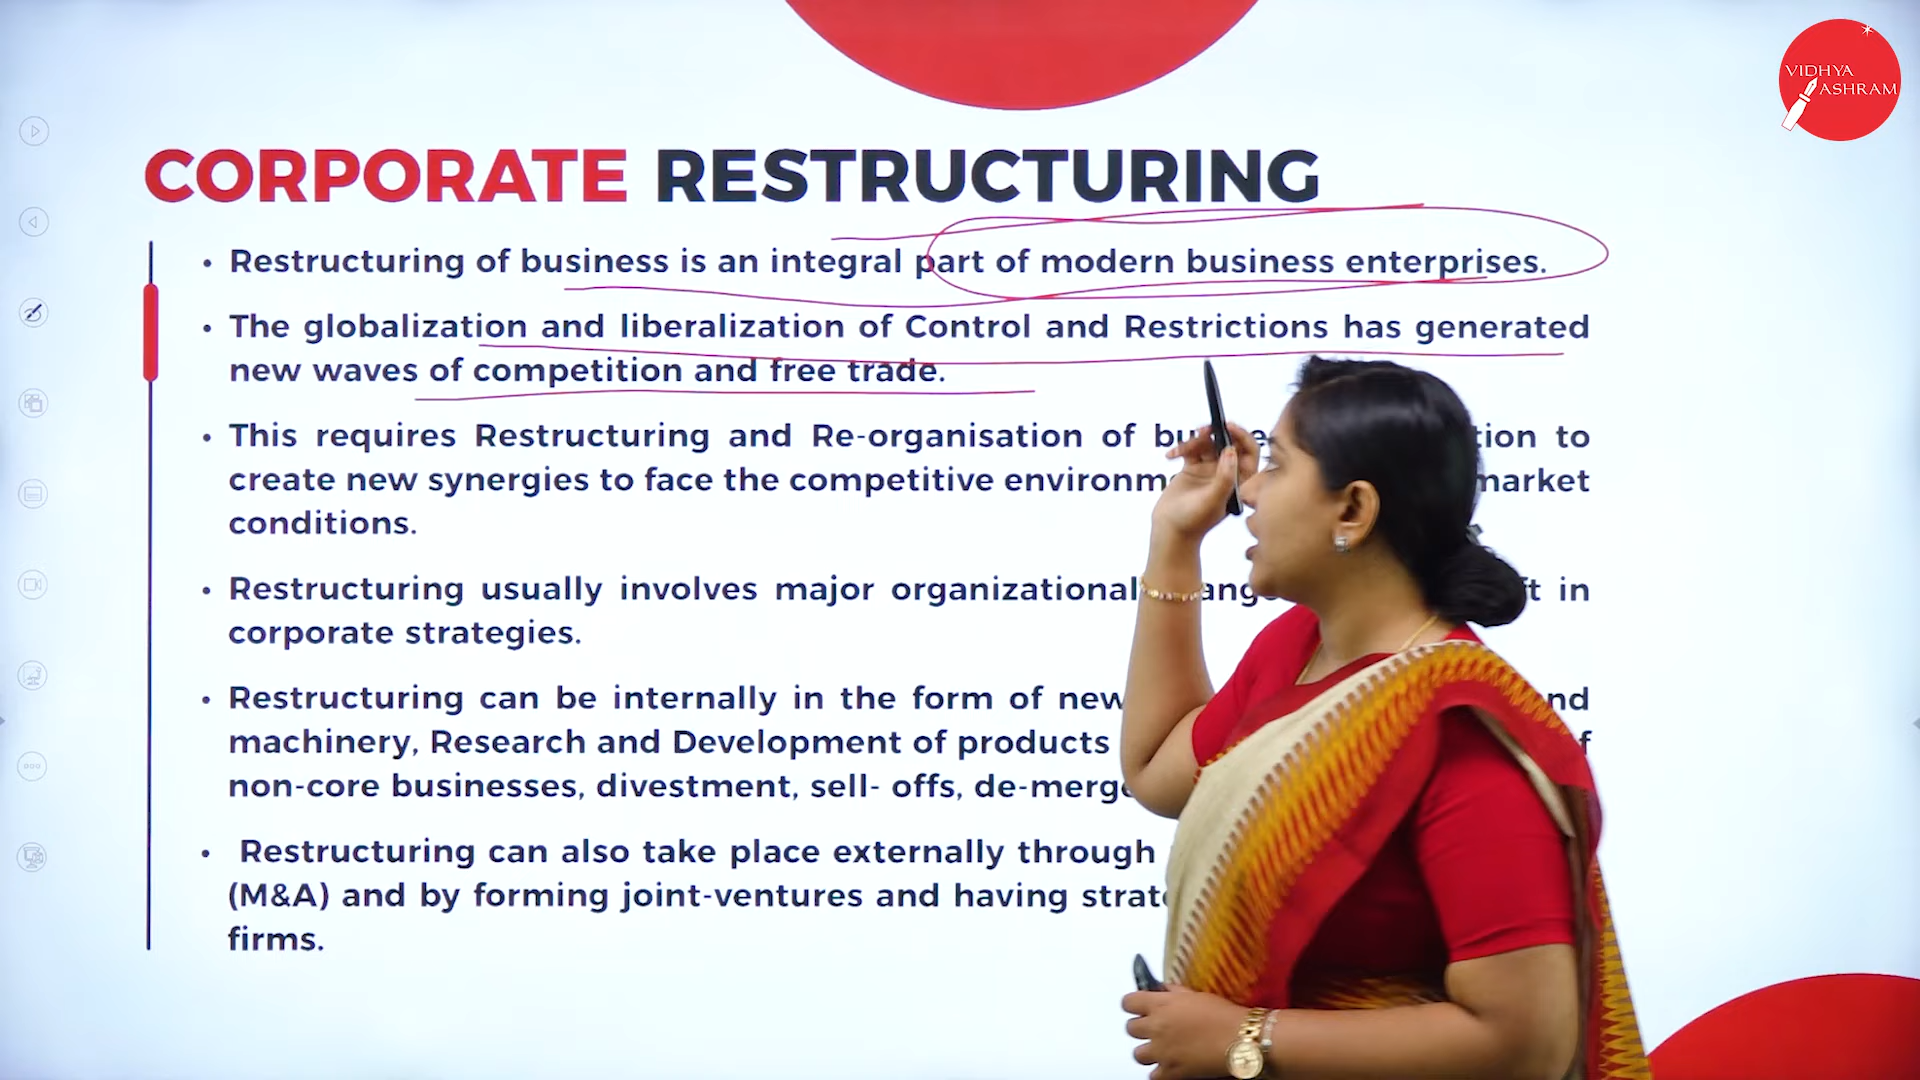 VIDHYA
ASHRAM
CORPORATE RESTRUCTURING
• Restructuring of business is an integral part of modern business enterprises.
• The globalization and liberalization of Control and Restrictions has generated
new waves of competition and free trade.
• This requires Restructuring and Re-organisation of to
create new synergies to face the competitive market
conditions.
• Restructuring usually involves major organizational in
corporate strategies.
• Restructuring can be internally in the form of new
machinery, Research and Development of products
non-core businesses, divestment, sell- offs,
• Restructuring can also take place externally through
(M&A) and by forming joint-ventures and having
firms.